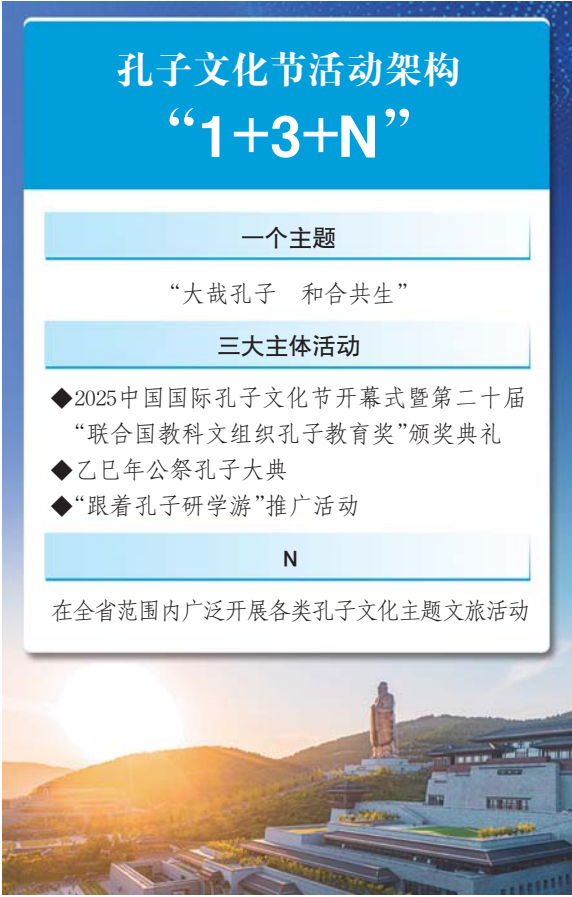 孔子文化节活动架构
“1+3+N”
一个主题
“大哉孔子　和合共生”
三大主体活动
◆2025中国国际孔子文化节开幕式暨第二十届
“联合国教科文组织孔子教育奖”颁奖典礼
◆乙巳年公祭孔子大典
◆“跟着孔子研学游”推广活动
N
在全省范围内广泛开展各类孔子文化主题文旅活动